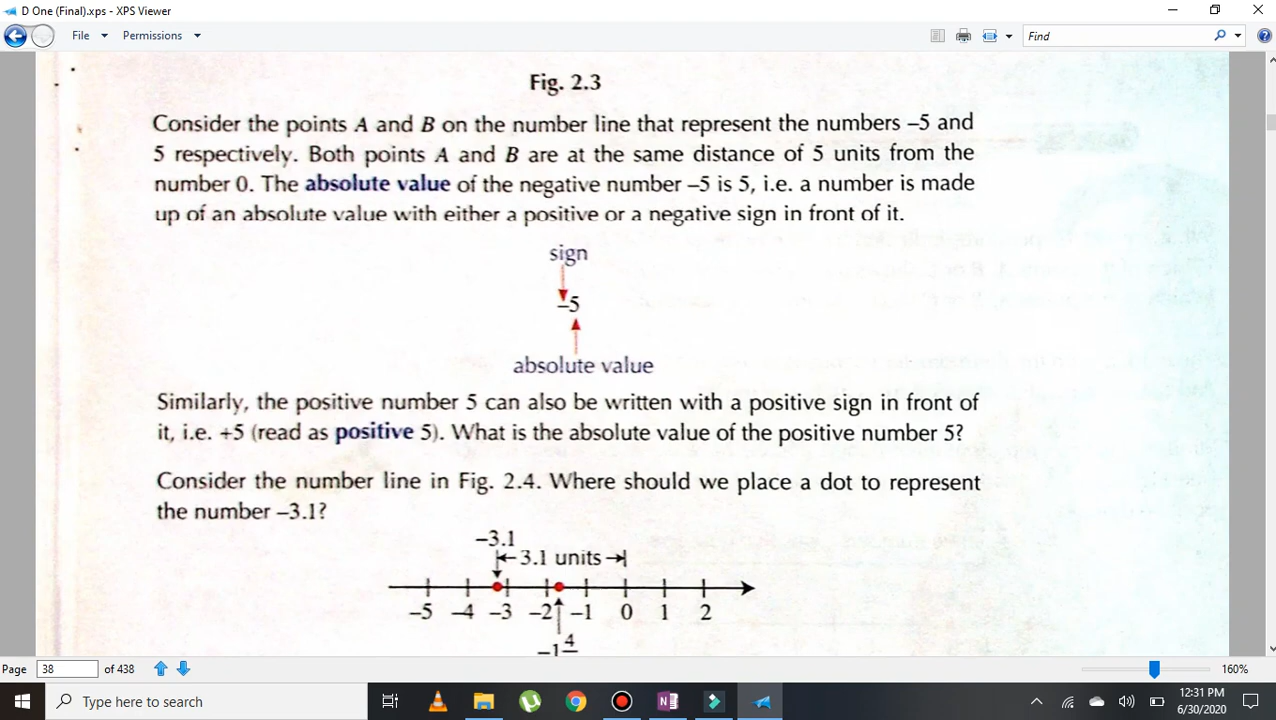 D One (Final).xps - XPS Viewer
File Permissions Find
Fig. 2.3
Consider the points A and B on the number line that represent the numbers –5 and
5 respectively. Both points A and B are at the same distance of 5 units from the
number 0. The absolute value of the negative number –5 is 5, i.e. a number is made
up of an absolute value with either a positive or a negative sign in front of it.
sign
–5
absolute value
Similarly, the positive number 5 can also be written with a positive sign in front of
it, i.e. +5 (read as positive 5). What is the absolute value of the positive number 5?
Consider the number line in Fig. 2.4. Where should we place a dot to represent
the number –3.1?
–3.1
3.1 units
–5 –4 –3 –2 –1 0 1 2
–1 4
Page 38 of 438 160%
Type here to search
12:31 PM
6/30/2020